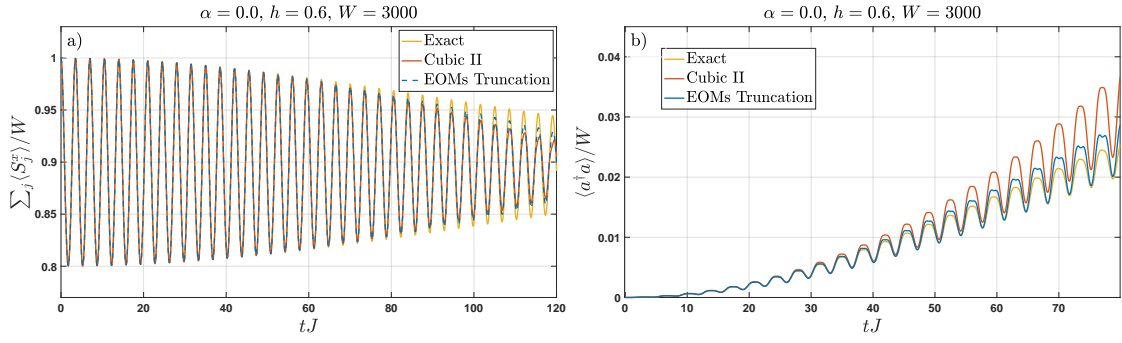 α = 0.0, h = 0.6, W = 3000
a)
Exact
Cubic II
EOMs Truncation
1
0.95
0.9
0.85
0.8
0
20
40
60
80
100
120
∑_j⟨S_j^x⟩/W
tJ
α = 0.0, h = 0.6, W = 3000
b)
Exact
Cubic II
EOMs Truncation
0.04
0.03
0.02
0.01
0
0
10
20
30
40
50
60
70
⟨a†a⟩/W
tJ